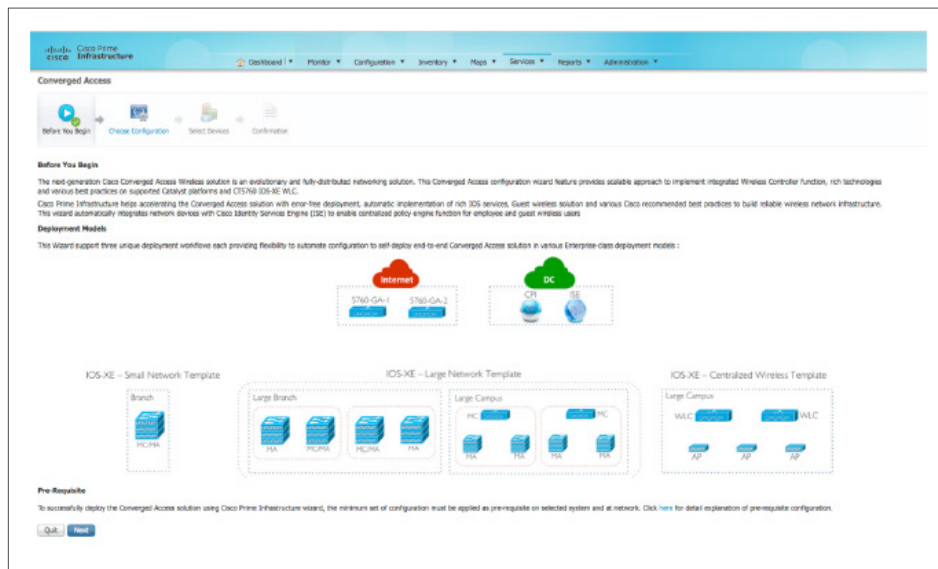 cisco Cisco Prime
Infrastructure
Dashboard Monitor Configuration Inventory Maps Services Reports Administration
Converged Access
Before You Begin Choose Configuration Select Devices Confirmation
Before You Begin
The next-generation Cisco Converged Access Wireless solution is an evolutionary and fully-distributed networking solution. This Converged Access configuration wizard feature provides scalable approach to implement integrated Wireless Controller function, rich technologies
and various best practices on supported Catalyst platforms and CT5760 IOS-XE WLC.
Cisco Prime Infrastructure helps accelerating the Converged Access solution with error-free deployment, automatic implementation of rich IOS services, Guest wireless solution and various Cisco recommended best practices to build reliable wireless network infrastructure.
This wizard automatically integrates network devices with Cisco Identity Services Engine (ISE) to enable centralized policy engine function for employee and guest wireless users
Deployment Models
This Wizard support three unique deployment workflows each providing flexibility to automate configuration to self-deploy end-to-end Converged Access solution in various Enterprise-class deployment models :
Internet DC
5760-GA-1 5760-GA-2 CPI ISE
IOS-XE – Small Network Template IOS-XE – Large Network Template IOS-XE – Centralized Wireless Template
Branch Large Branch Large Campus Large Campus
MC MC WLC WLC
MC/MA MA MC/MA MC/MA MA MA MA MA MA AP AP AP
Pre-Requisite
To successfully deploy the Converged Access solution using Cisco Prime Infrastructure wizard, the minimum set of configuration must be applied as pre-requisite on selected system and at network. Click here for detail explanation of pre-requisite configuration.
Quit Next